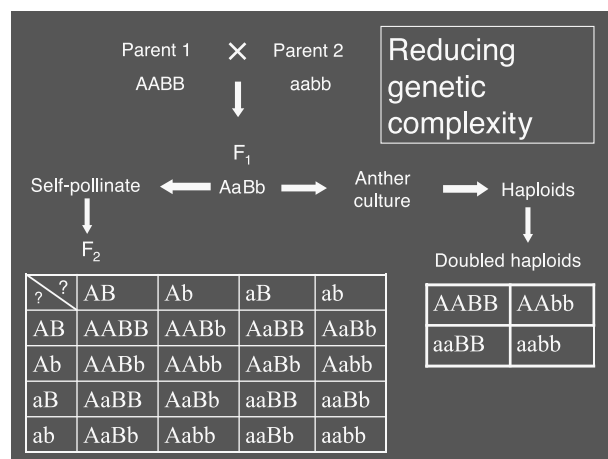 Parent 1 × Parent 2
AABB aabb
Reducing
genetic
complexity
F1
Self-pollinate AaBb Anther
culture Haploids
F2
Doubled haploids
? ? AB Ab aB ab
AB AABB AABb AaBB AaBb
Ab AABb AAbb AaBb Aabb
aB AaBB AaBb aaBB aaBb
ab AaBb Aabb aaBb aabb
AABB AAbb
aaBB aabb